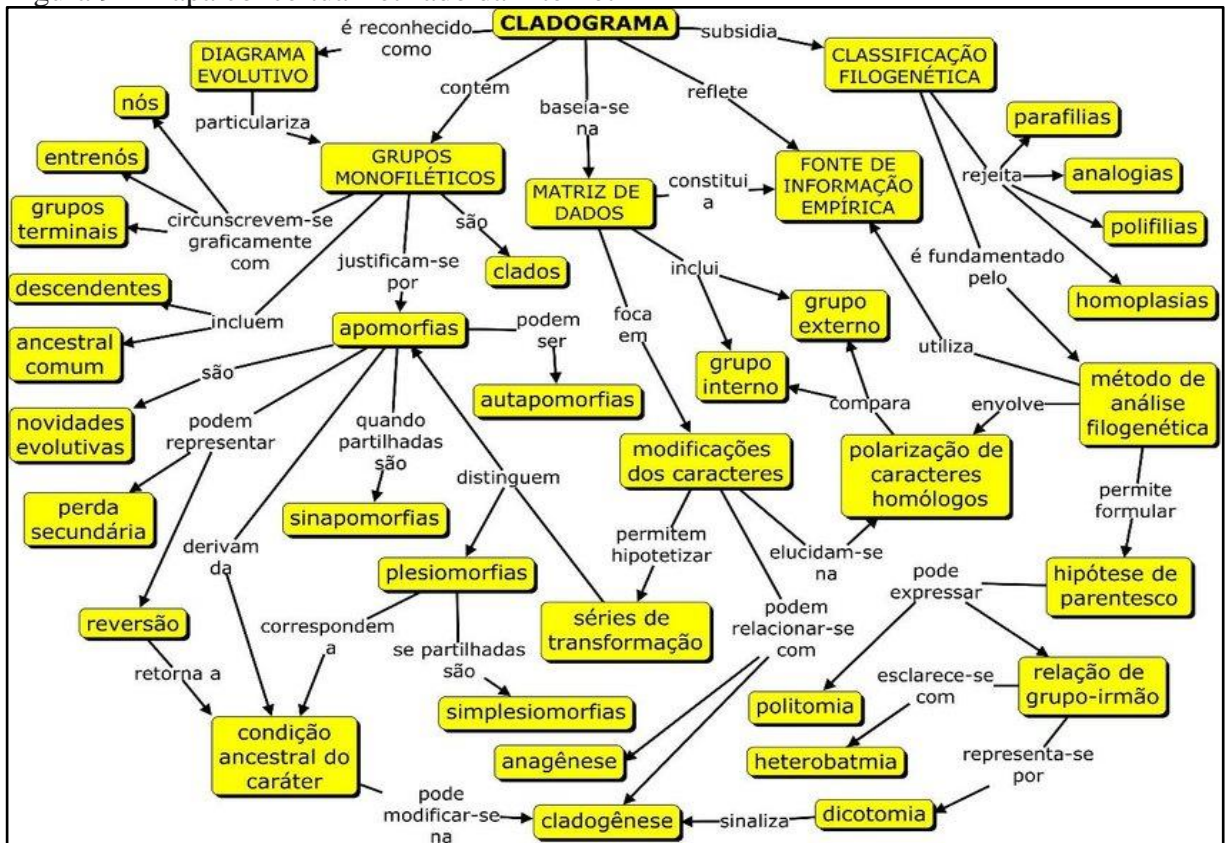 CLADOGRAMA
é reconhecido
como
subsidia
DIAGRAMA
EVOLUTIVO
CLASSIFICAÇÃO
FILOGENÉTICA
contém
baseia-se
na
reflete
nós
particulariza
parafilias
entrenós
GRUPOS
MONOFILÉTICOS
MATRIZ DE
DADOS
constitui
a
FONTE DE
INFORMAÇÃO
EMPÍRICA
rejeita
analogias
grupos
terminais
circunscrevem-se
graficamente
com
são
polifilias
justificam-se
por
clados
inclui
é fundamentado
pelo
homoplasias
descendentes
incluem
grupo
externo
ancestral
comum
apomorfias
podem
ser
foca
em
grupo
interno
utiliza
são
autapomorfias
compara
envolve
método de
análise
filogenética
novidades
evolutivas
podem
representar
quando
partilhadas
são
distinguem
modificações
dos caracteres
polarização de
caracteres
homólogos
perda
secundária
sinapomorfias
permite
formular
derivam
da
permitem
hipotetizar
elucidam-se
na
plesiomorfias
pode
expressar
hipótese de
parentesco
reversão
correspondem
a
séries de
transformação
podem
relacionar-se
com
retorna a
se partilhadas
são
esclarece-se
com
relação de
grupo-irmão
simplesiomorfias
politomia
condição
ancestral do
caráter
anagênese
heterobatmia
representa-se
por
pode
modificar-se
na
cladogênese
sinaliza
dicotomia